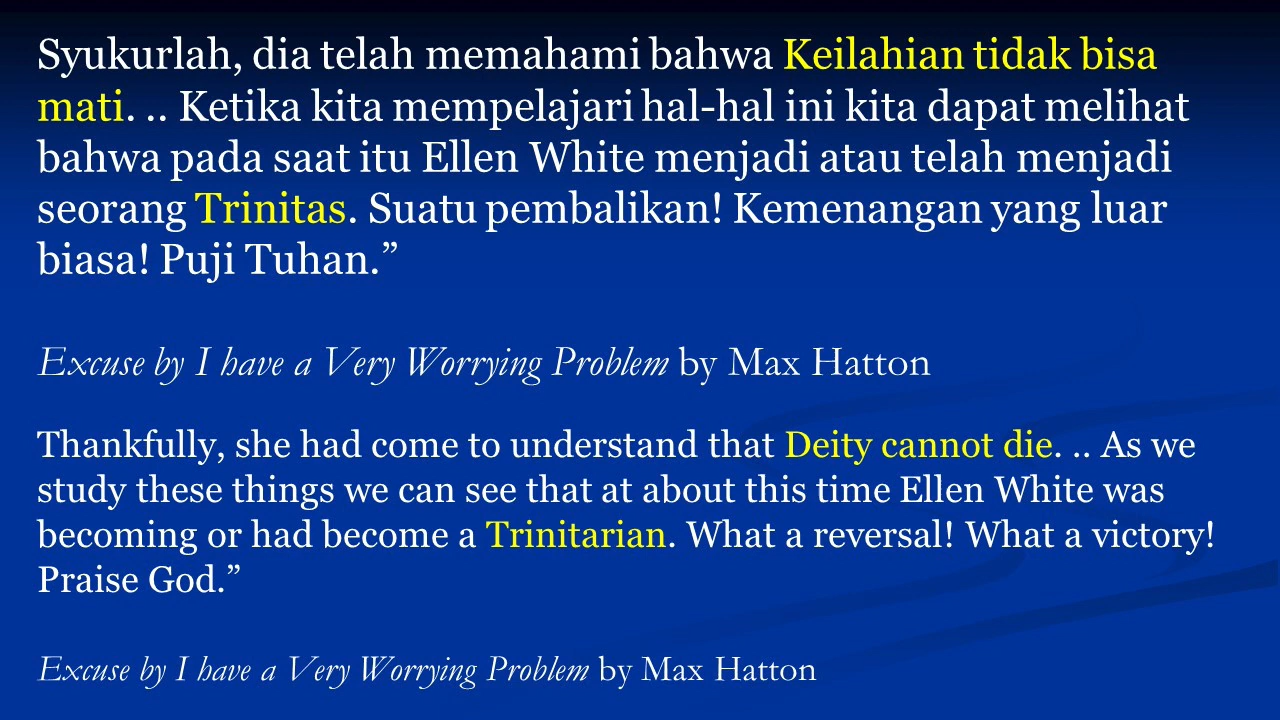 Syukurlah, dia telah memahami bahwa Keilahian tidak bisa
mati. .. Ketika kita mempelajari hal-hal ini kita dapat melihat
bahwa pada saat itu Ellen White menjadi atau telah menjadi
seorang Trinitas. Suatu pembalikan! Kemenangan yang luar
biasa! Puji Tuhan.”
Excuse by I have a Very Worrying Problem by Max Hatton
Thankfully, she had come to understand that Deity cannot die. .. As we
study these things we can see that at about this time Ellen White was
becoming or had become a Trinitarian. What a reversal! What a victory!
Praise God.”
Excuse by I have a Very Worrying Problem by Max Hatton